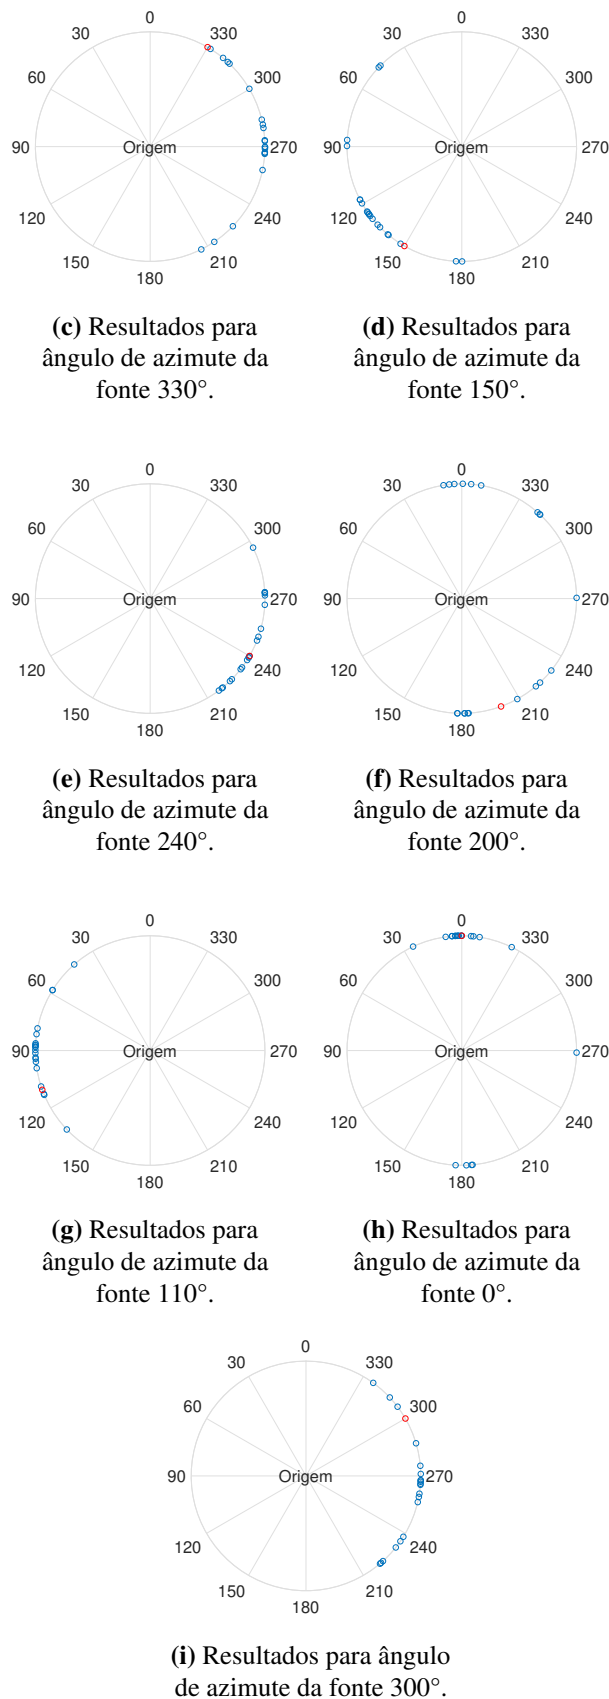 0
30 330
60 300
90 Origem 270
120 240
150 210
180
(c) Resultados para
ângulo de azimute da
fonte 330°.
0
30 330
60 300
90 Origem 270
120 240
150 210
180
(d) Resultados para
ângulo de azimute da
fonte 150°.
0
30 330
60 300
90 Origem 270
120 240
150 210
180
(e) Resultados para
ângulo de azimute da
fonte 240°.
0
30 330
60 300
90 Origem 270
120 240
150 210
180
(f) Resultados para
ângulo de azimute da
fonte 200°.
0
30 330
60 300
90 Origem 270
120 240
150 210
180
(g) Resultados para
ângulo de azimute da
fonte 110°.
0
30 330
60 300
90 Origem 270
120 240
150 210
180
(h) Resultados para
ângulo de azimute da
fonte 0°.
0
30 330
60 300
90 Origem 270
120 240
150 210
180
(i) Resultados para ângulo
de azimute da fonte 300°.